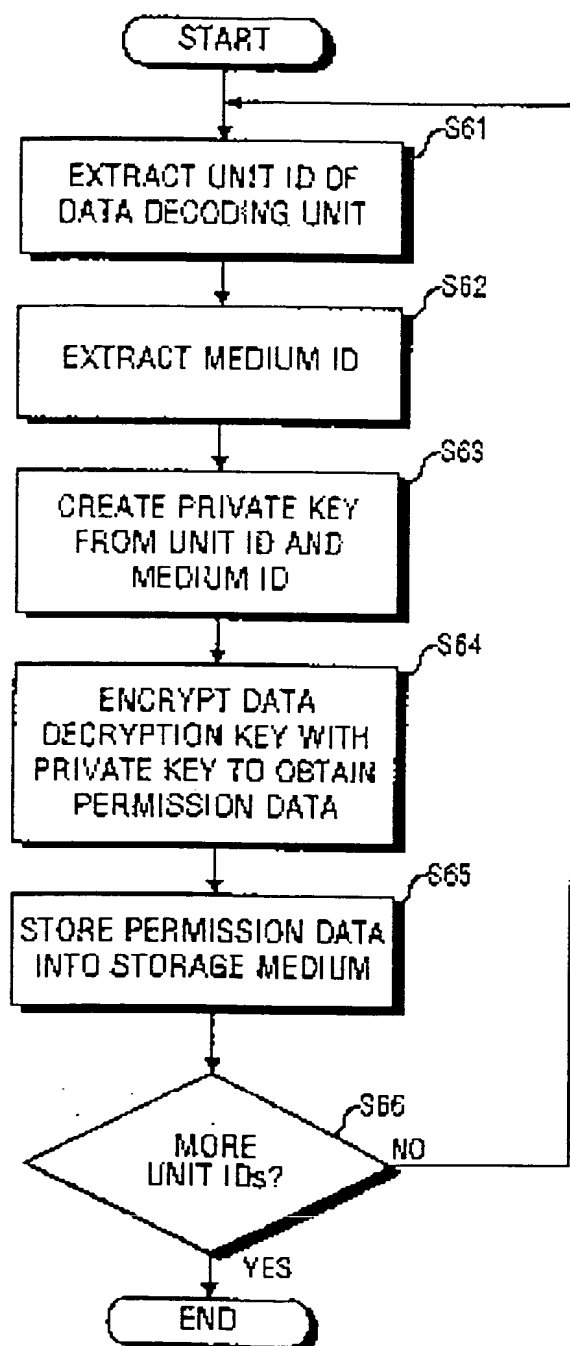 START
S61
EXTRACT UNIT ID OF
DATA DECODING UNIT
S62
EXTRACT MEDIUM ID
S63
CREATE PRIVATE KEY
FROM UNIT ID AND
MEDIUM ID
S64
ENCRYPT DATA
DECRYPTION KEY WITH
PRIVATE KEY TO OBTAIN
PERMISSION DATA
S65
STORE PERMISSION DATA
INTO STORAGE MEDIUM
S66
MORE
UNIT IDs?
NO
YES
END